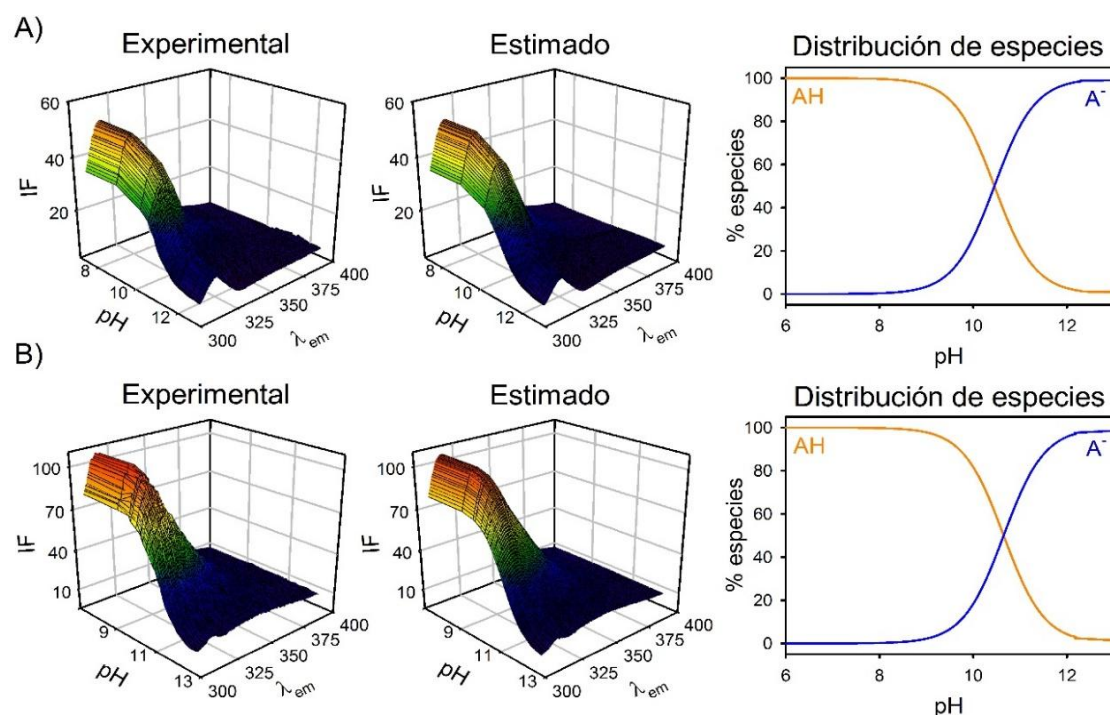 A)
Experimental
Estimado
Distribución de especies
60
40
20
IF
8
10
12
pH
300
325
350
375
400
λem
60
40
20
IF
8
10
12
pH
300
325
350
375
400
λem
100
80
60
40
20
0
% especies
AH
A-
6
8
10
12
pH
B)
Experimental
Estimado
Distribución de especies
100
70
40
10
IF
9
11
13
pH
300
325
350
375
400
λem
100
70
40
10
IF
9
11
13
pH
300
325
350
375
400
λem
100
80
60
40
20
0
% especies
AH
A-
6
8
10
12
pH